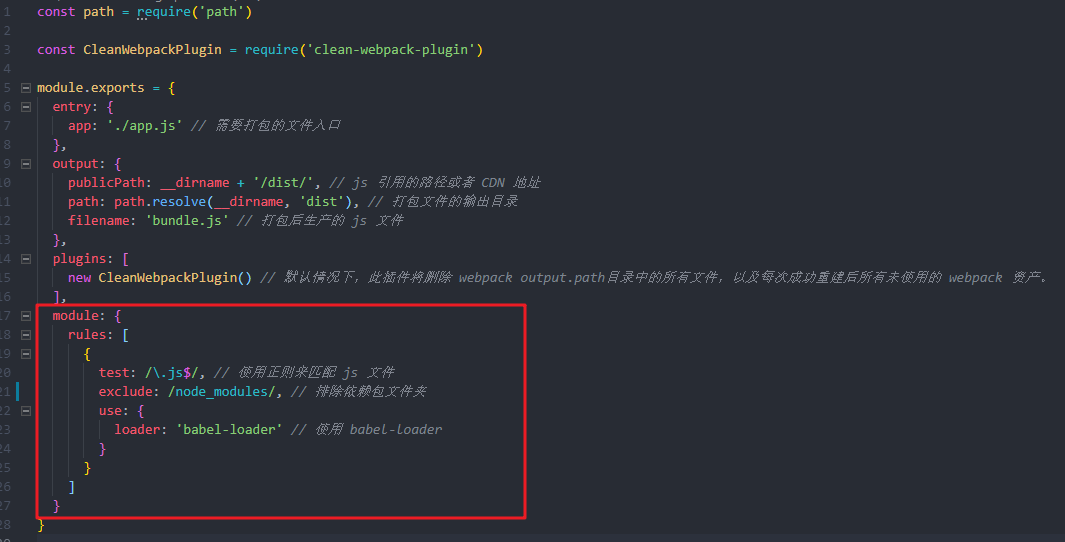 1 const path = require('path')
2
3 const CleanWebpackPlugin = require('clean-webpack-plugin')
4
5 module.exports = {
6 entry: {
7 app: './app.js' // 需要打包的文件入口
8 },
9 output: {
10 publicPath: __dirname + '/dist/', // js 引用的路径或者 CDN 地址
11 path: path.resolve(__dirname, 'dist'), // 打包文件的输出目录
12 filename: 'bundle.js' // 打包后生产的 js 文件
13 },
14 plugins: [
15 new CleanWebpackPlugin() // 默认情况下，此插件将删除 webpack output.path目录中的所有文件，以及每次成功重建后所有未使用的 webpack 资产。
16 ],
17 module: {
18 rules: [
19 {
20 test: /\.js$/, // 使用正则来匹配 js 文件
21 exclude: /node_modules/, // 排除依赖包文件夹
22 use: {
23 loader: 'babel-loader' // 使用 babel-loader
24 }
25 }
26 ]
27 }
28 }